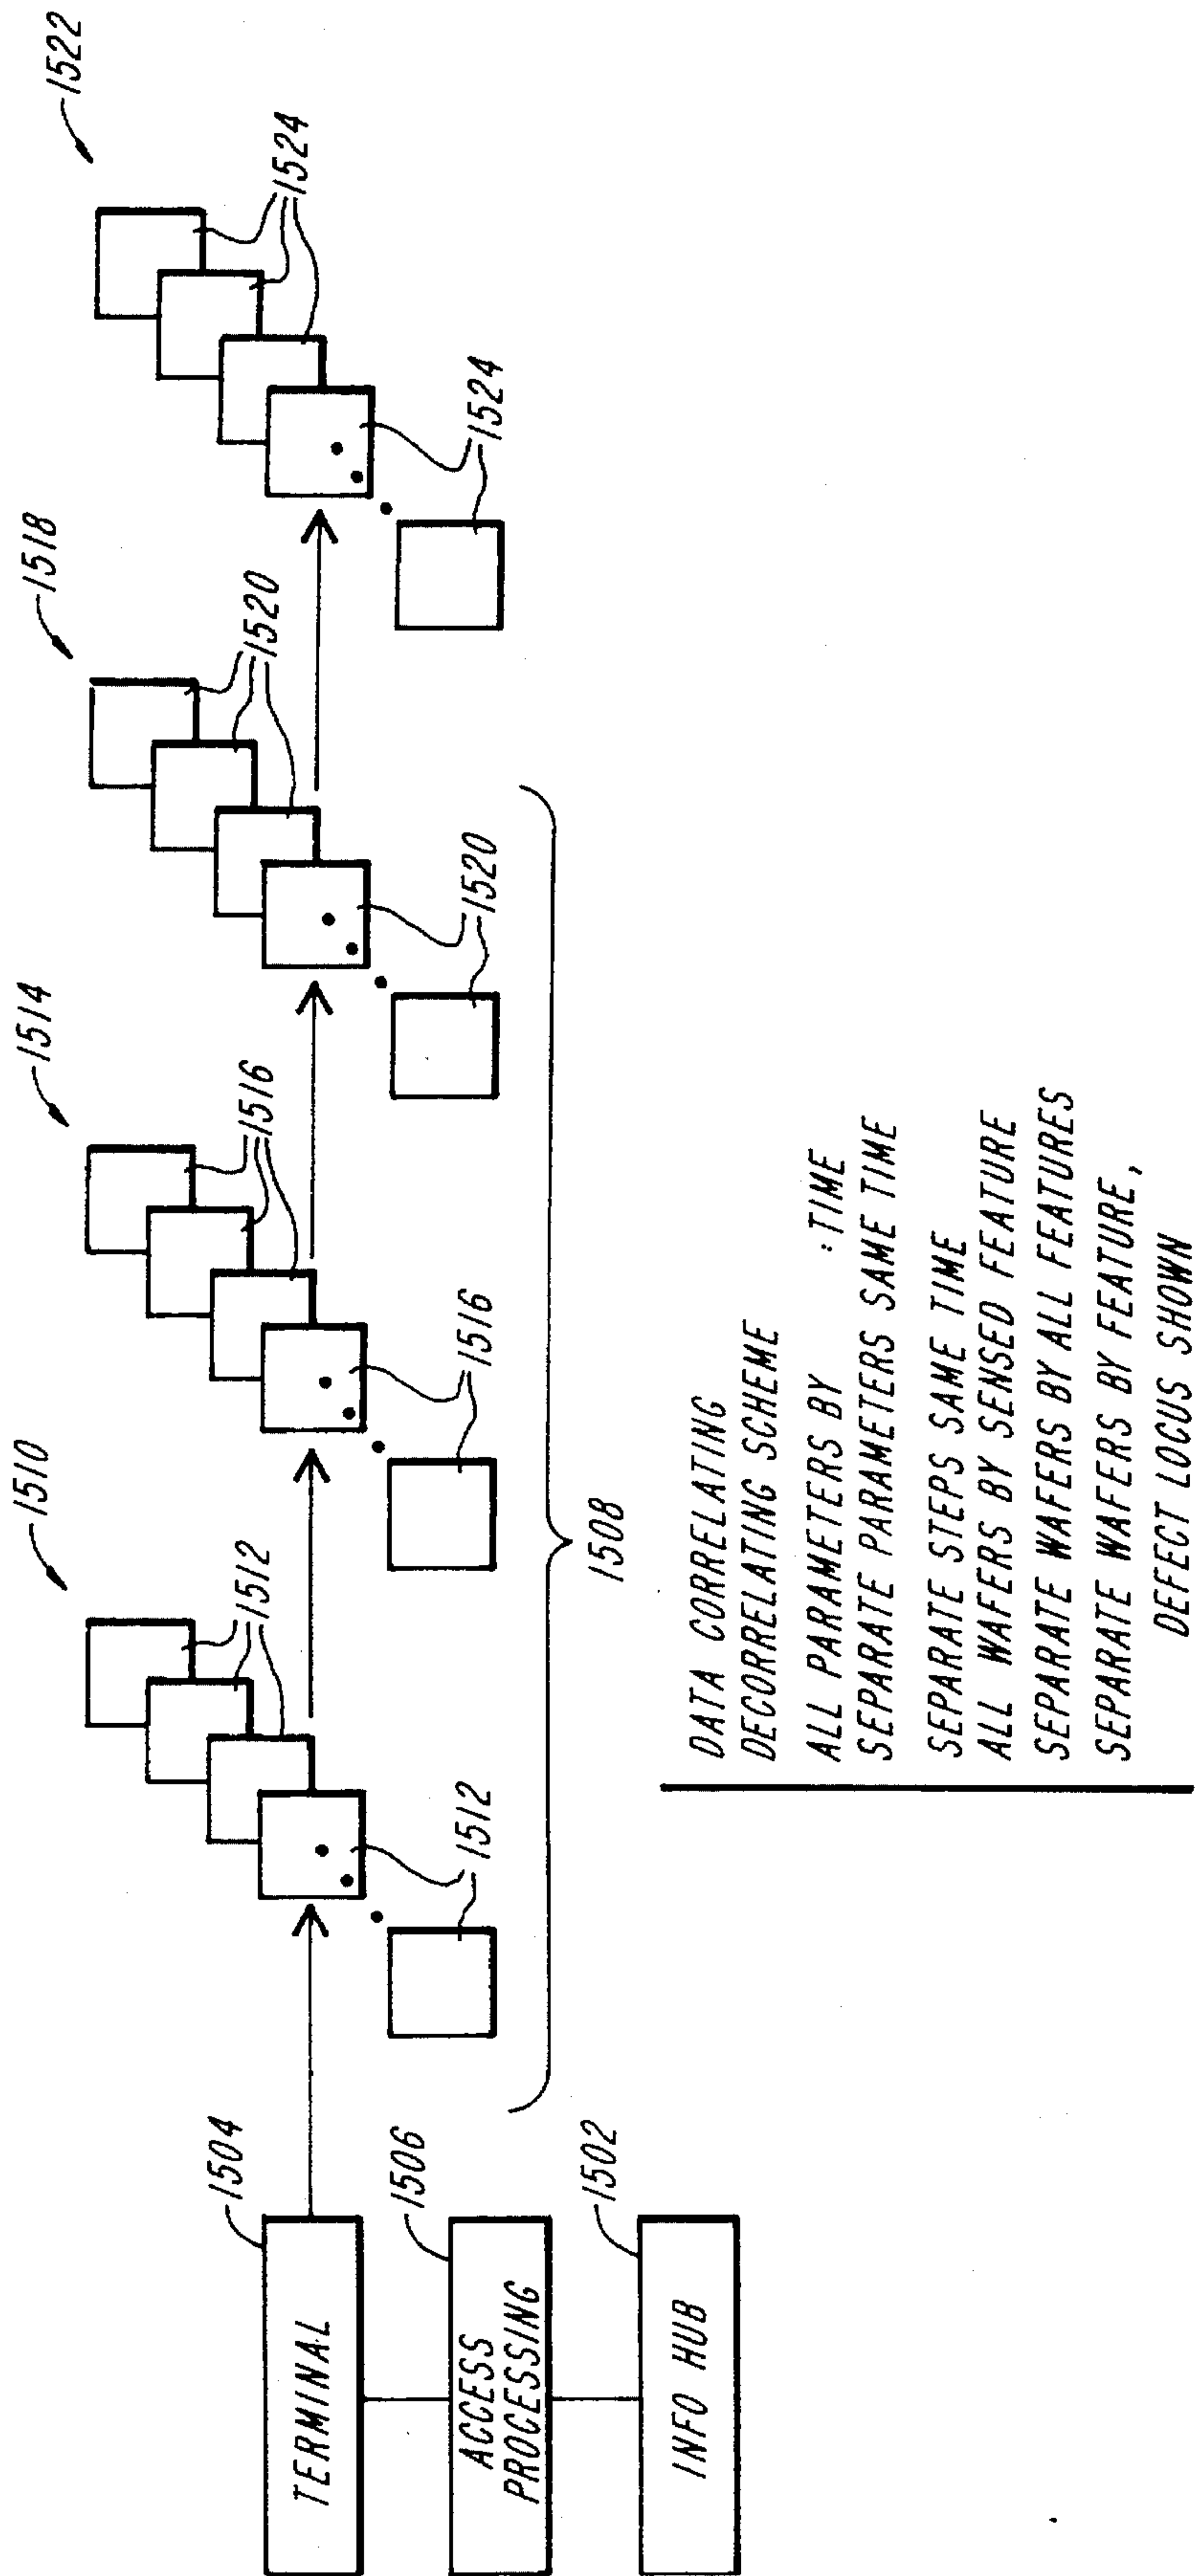 1510
1514
1518
1522
1512
1516
1520
1524
1504
TERMINAL
1512
1516
1520
1524
1506
ACCESS
PROCESSING
1508
1502
INFO HUB
DATA CORRELATING
DECORRELATING SCHEME
ALL PARAMETERS BY : TIME
SEPARATE PARAMETERS SAME TIME
SEPARATE STEPS SAME TIME
ALL WAFERS BY SENSED FEATURE
SEPARATE WAFERS BY ALL FEATURES
SEPARATE WAFERS BY FEATURE,
DEFECT LOCUS SHOWN